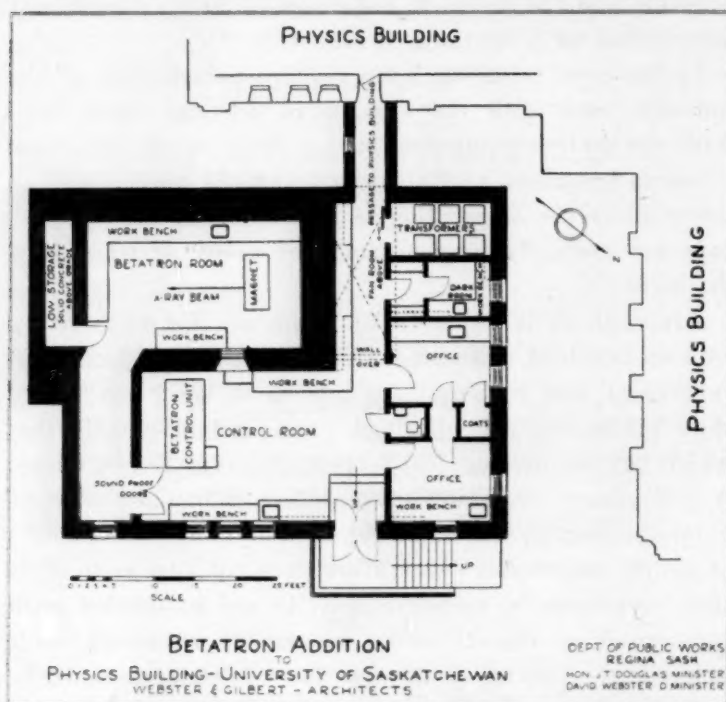 PHYSICS BUILDING
PASSAGE TO PHYSICS BUILDING
WORK BENCH
BETATRON ROOM
LOW STORAGE
SOLID CONCRETE
ABOVE GRADE
X-RAY BEAM
MAGNET
WORK BENCH
TRANSFORMERS
FAN ROOM
ABOVE
DARK
ROOM
WORK BENCH
N
PHYSICS BUILDING
WALL
OVER
OFFICE
WORK BENCH
BETATRON
CONTROL UNIT
CONTROL ROOM
COATS
SOUND PROOF
DOORS
OFFICE
WORK BENCH
WORK BENCH
UP
20 FEET
SCALE
BETATRON ADDITION
TO
PHYSICS BUILDING-UNIVERSITY OF SASKATCHEWAN
WEBSTER & GILBERT - ARCHITECTS
DEPT OF PUBLIC WORKS
REGINA SASK
HON. J T DOUGLAS MINISTER
DAVID WEBSTER D MINISTER